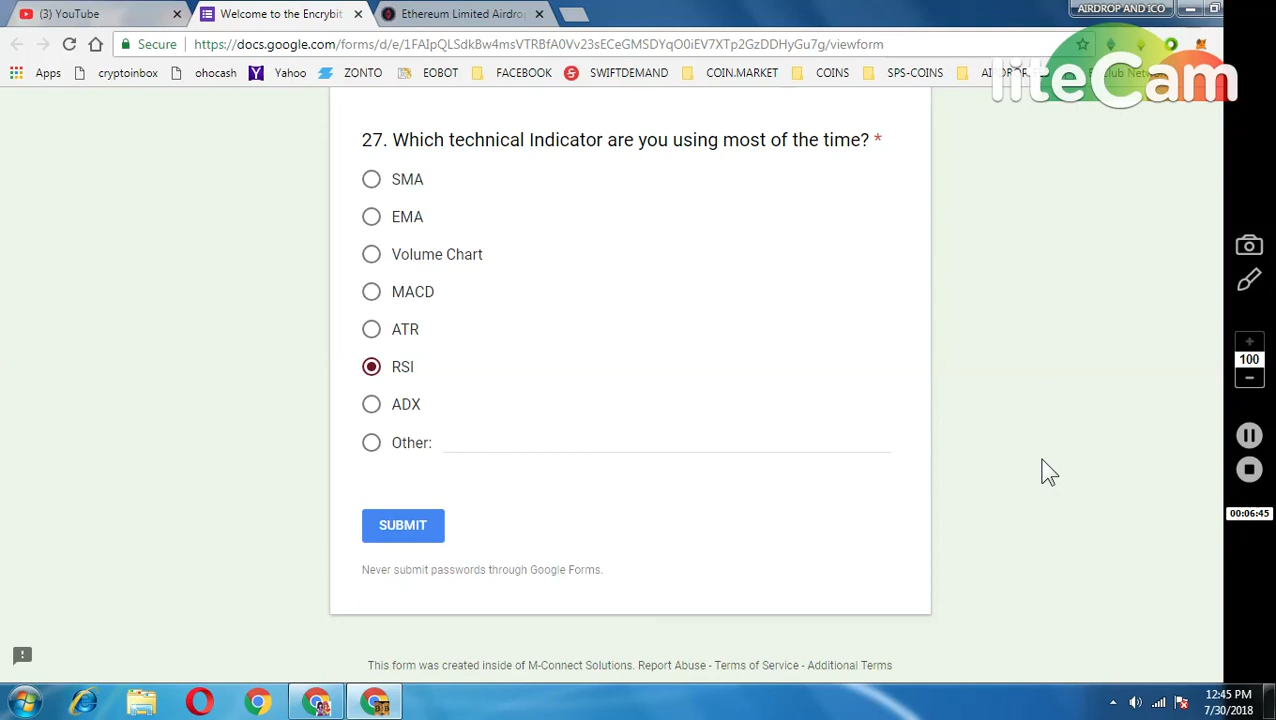 (3) YouTube
Welcome to the Encrybit
Ethereum Limited Airdro
AIRDROP AND ICO
Secure
https://docs.google.com/forms/d/e/1FAIpQLSdkBw4msVTRBfA0Vv23sECeGMSDYqO0iEV7XTp2GzDDHyGu7g/viewform
Apps
cryptoinbox
ohocash
Yahoo
ZONTO
EOBOT
FACEBOOK
SWIFTDEMAND
COIN.MARKET
COINS
SPS-COINS
liteCam
27. Which technical Indicator are you using most of the time? *
SMA
EMA
Volume Chart
MACD
ATR
RSI
ADX
Other:
SUBMIT
Never submit passwords through Google Forms.
This form was created inside of M-Connect Solutions. Report Abuse - Terms of Service - Additional Terms
100
00:06:45
12:45 PM
7/30/2018